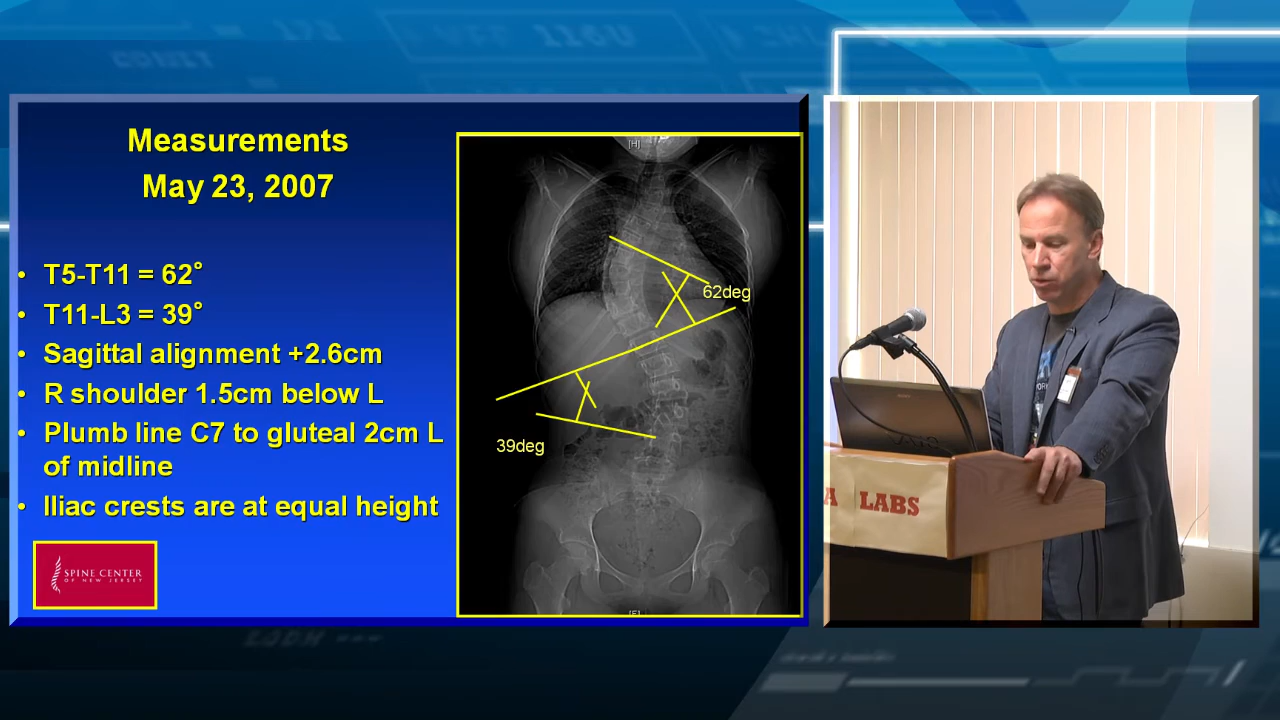 Measurements
May 23, 2007
• T5-T11 = 62°
• T11-L3 = 39°
• Sagittal alignment +2.6cm
• R shoulder 1.5cm below L
• Plumb line C7 to gluteal 2cm L
of midline
• Iliac crests are at equal height
SPINE CENTER
OF NEW JERSEY
[H]
62deg
39deg
A LABS